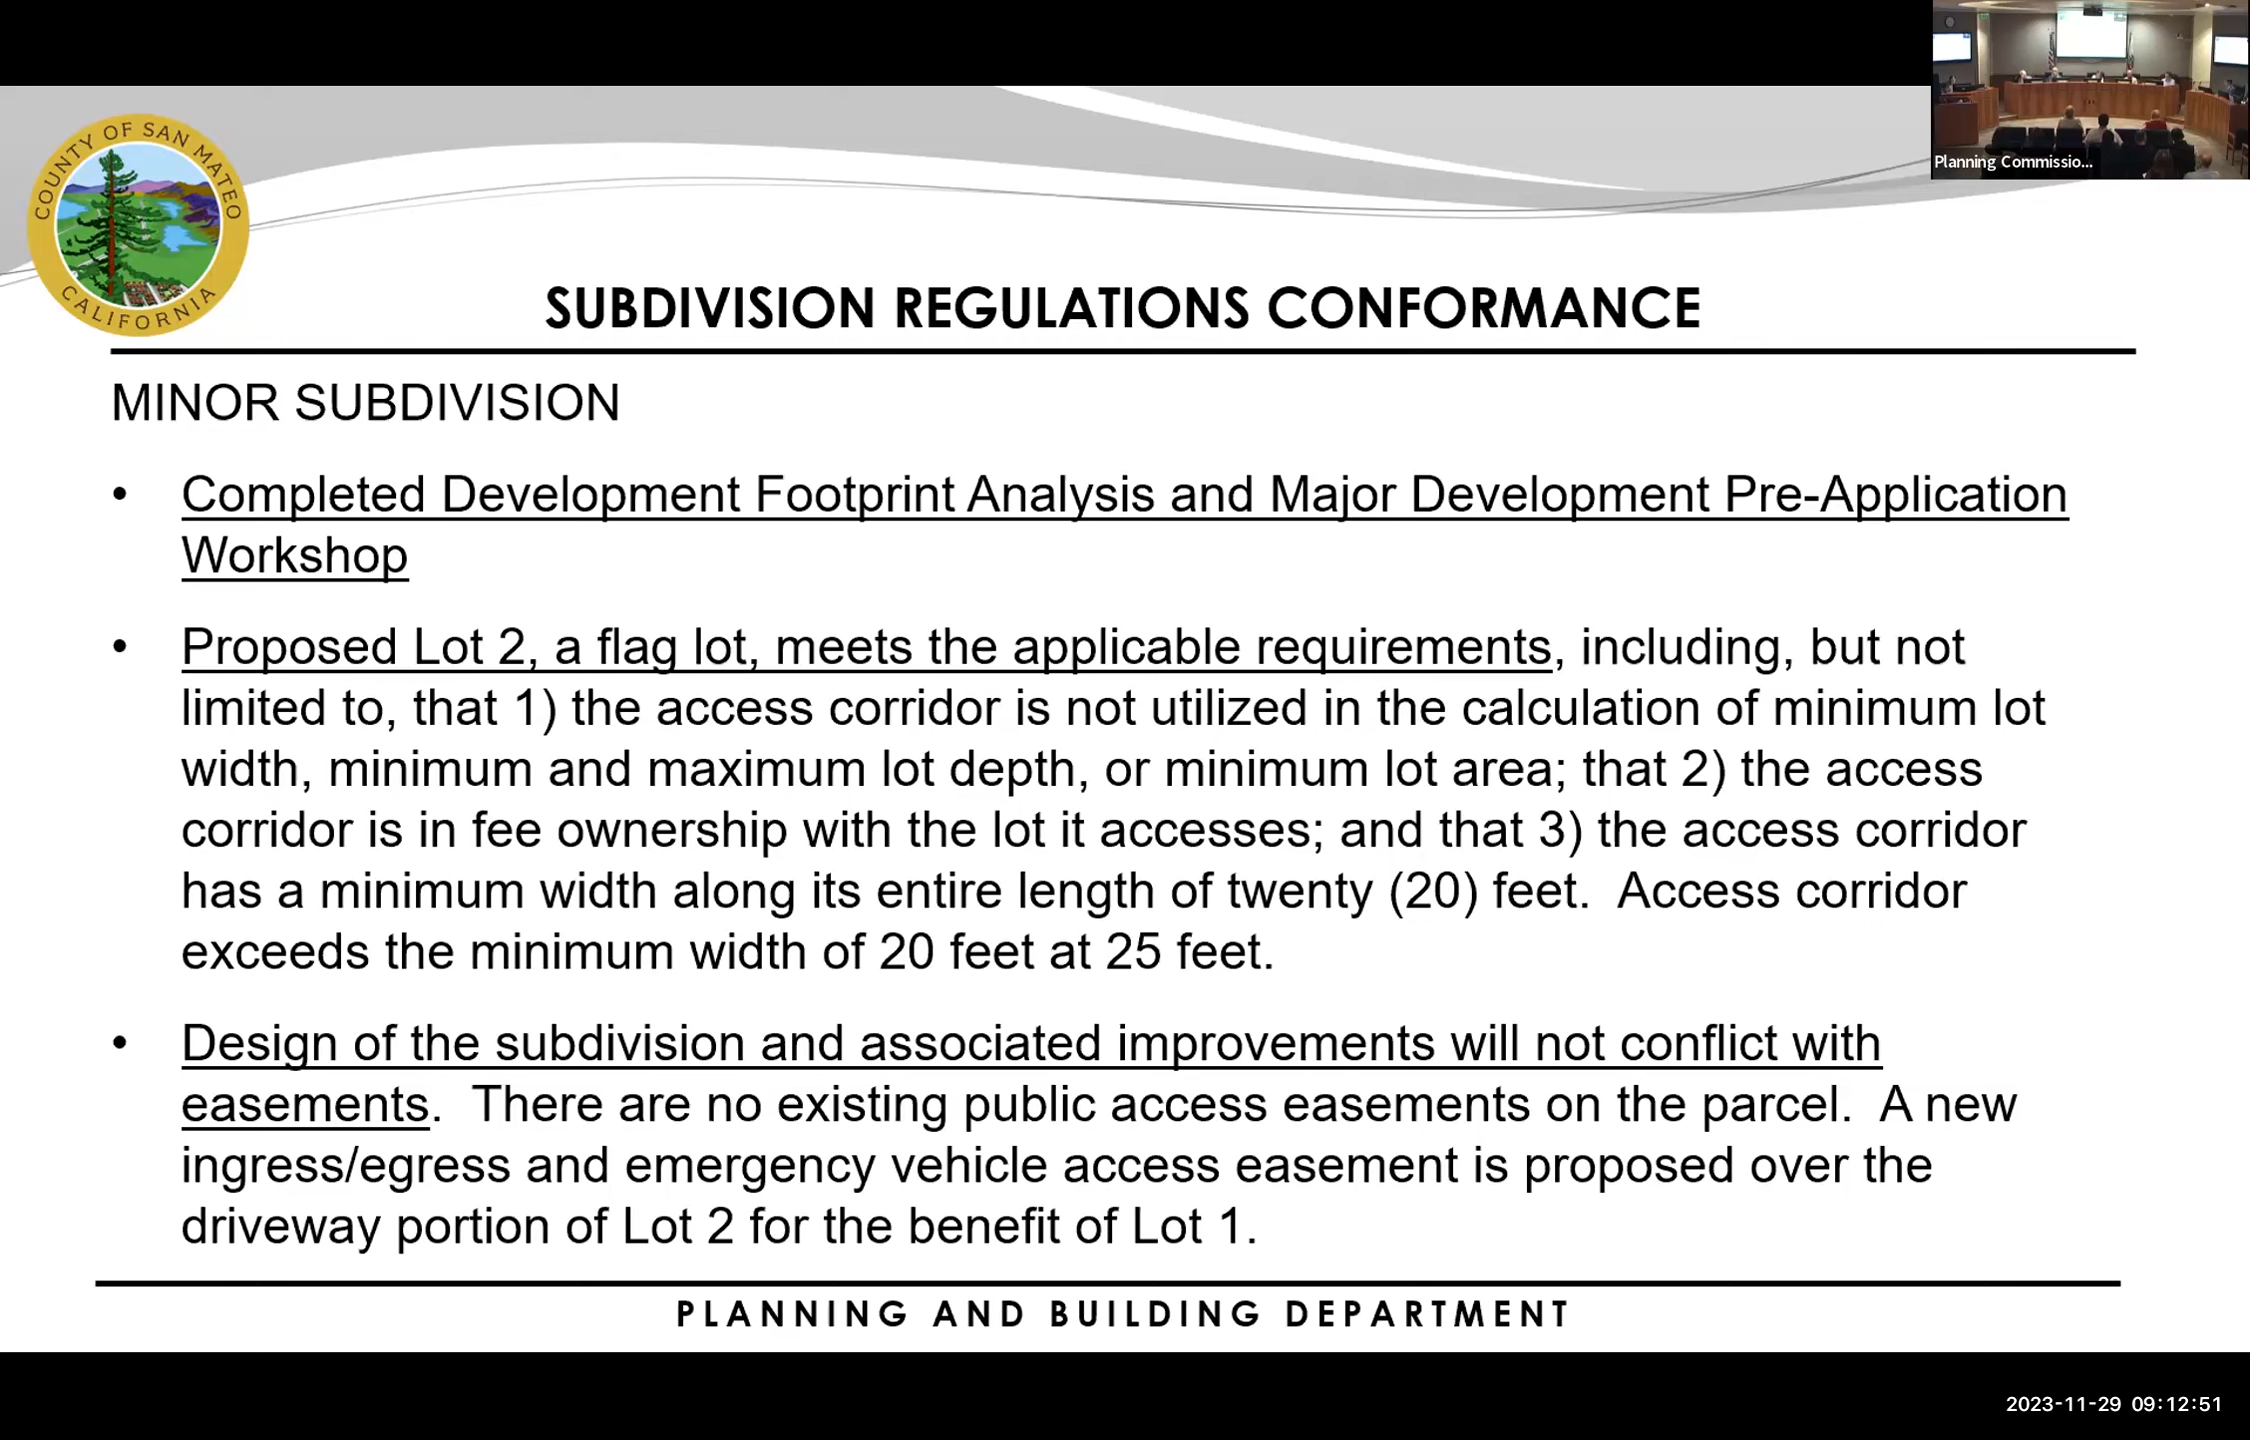 Planning Commissio...
COUNTY OF SAN MATEO
CALIFORNIA
SUBDIVISION REGULATIONS CONFORMANCE
MINOR SUBDIVISION
• Completed Development Footprint Analysis and Major Development Pre-Application
Workshop
• Proposed Lot 2, a flag lot, meets the applicable requirements, including, but not
limited to, that 1) the access corridor is not utilized in the calculation of minimum lot
width, minimum and maximum lot depth, or minimum lot area; that 2) the access
corridor is in fee ownership with the lot it accesses; and that 3) the access corridor
has a minimum width along its entire length of twenty (20) feet.  Access corridor
exceeds the minimum width of 20 feet at 25 feet.
• Design of the subdivision and associated improvements will not conflict with
easements.  There are no existing public access easements on the parcel.  A new
ingress/egress and emergency vehicle access easement is proposed over the
driveway portion of Lot 2 for the benefit of Lot 1.
PLANNING AND BUILDING DEPARTMENT
2023-11-29 09:12:51